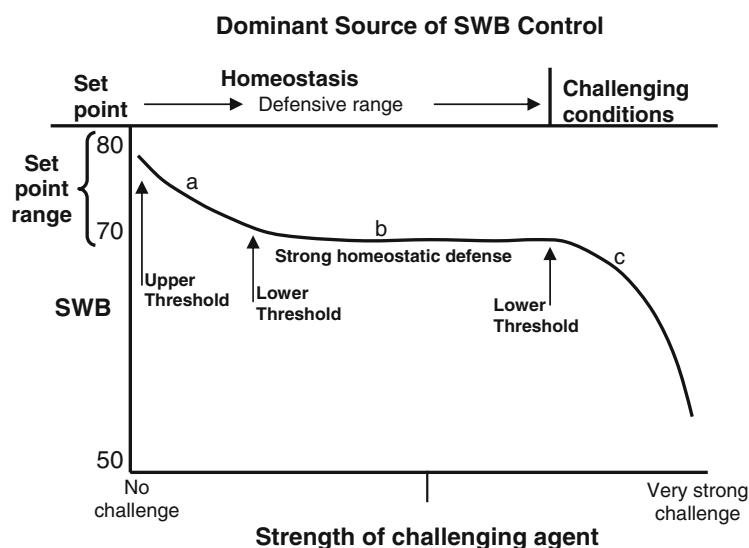 Dominant Source of SWB Control
Set
point
Homeostasis
Defensive range
Challenging
conditions
80
Set
point
range
70
a
b
c
Strong homeostatic defense
Upper
Threshold
Lower
Threshold
Lower
Threshold
SWB
50
No
challenge
Very strong
challenge
Strength of challenging agent